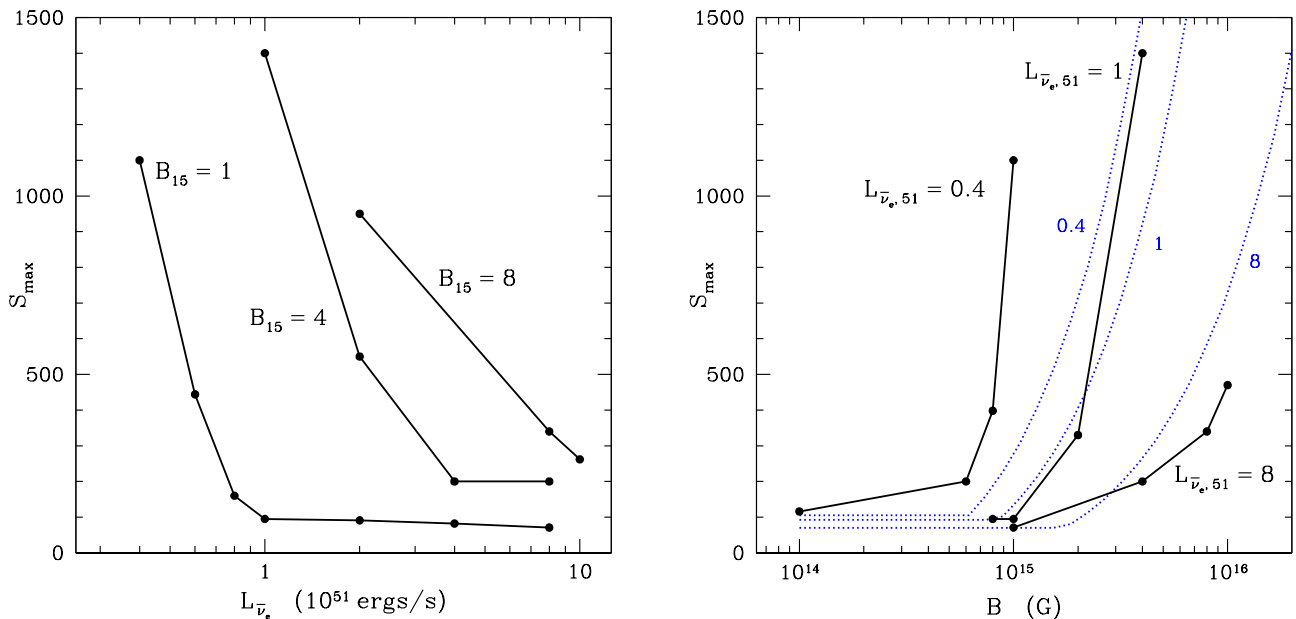 1500
1000
500
0
S_max
B_15 = 1
B_15 = 4
B_15 = 8
1
10
L_ν̄_e (10^51 ergs/s)
1500
1000
500
0
S_max
L_ν̄_e, 51 = 1
L_ν̄_e, 51 = 0.4
0.4
1
8
L_ν̄_e, 51 = 8
10^14
10^15
10^16
B (G)